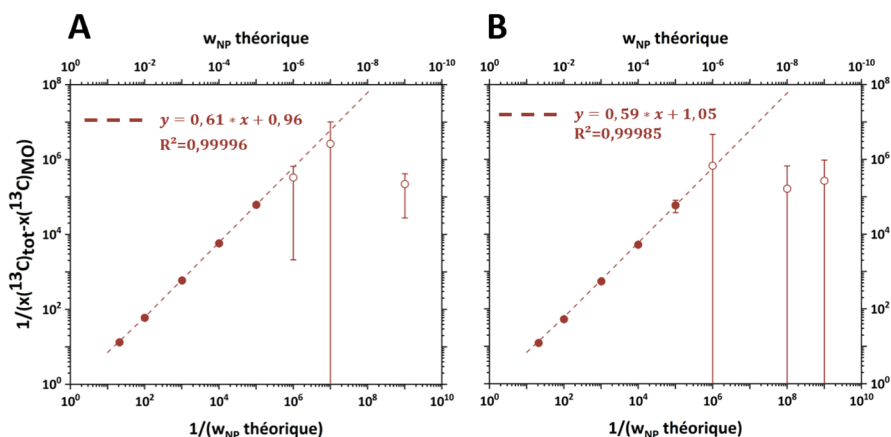 A
w_NP théorique
10^-2 10^-4 10^-6 10^-8 10^-10
10^8
10^6
10^4
10^2
10^0
y = 0,61 * x + 0,96
R²=0,99996
1/(x(¹³C)tot-x(¹³C)MO)
10^0 10^2 10^4 10^6 10^8 10^10
1/(w_NP théorique)
B
w_NP théorique
10^0 10^-2 10^-4 10^-6 10^-8 10^-10
10^8
10^6
10^4
10^2
10^0
y = 0,59 * x + 1,05
R²=0,99985
10^0 10^2 10^4 10^6 10^8 10^10
1/(w_NP théorique)